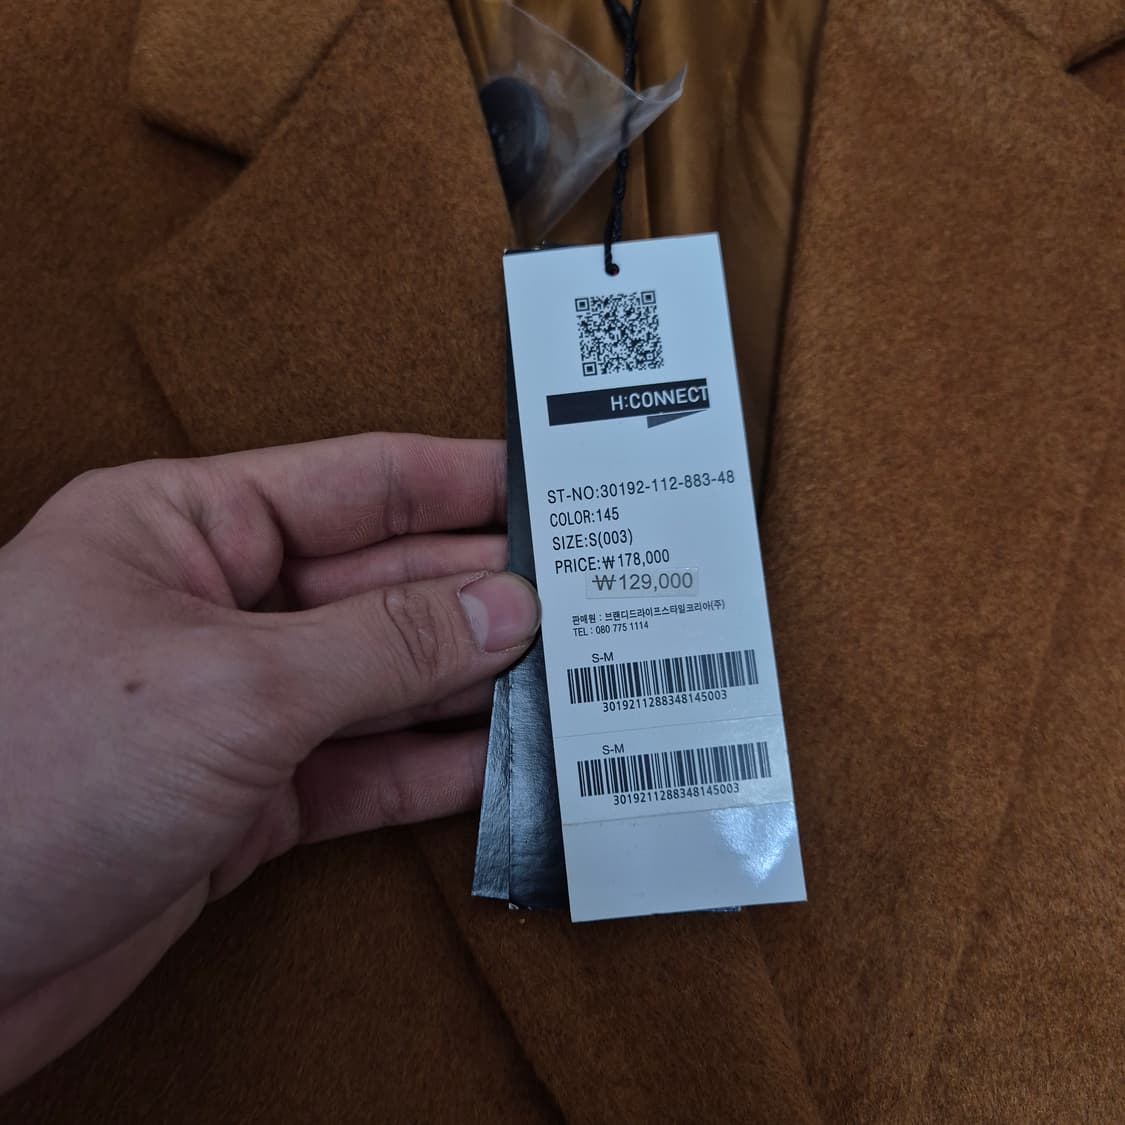 H:CONNECT
ST-NO:30192-112-883-48
COLOR:145
SIZE:S(003)
PRICE:₩178,000
₩129,000
판매원 : 브랜디드라이프스타일코리아(주)
TEL : 080 775 1114
S-M
3019211288348145003
S-M
3019211288348145003